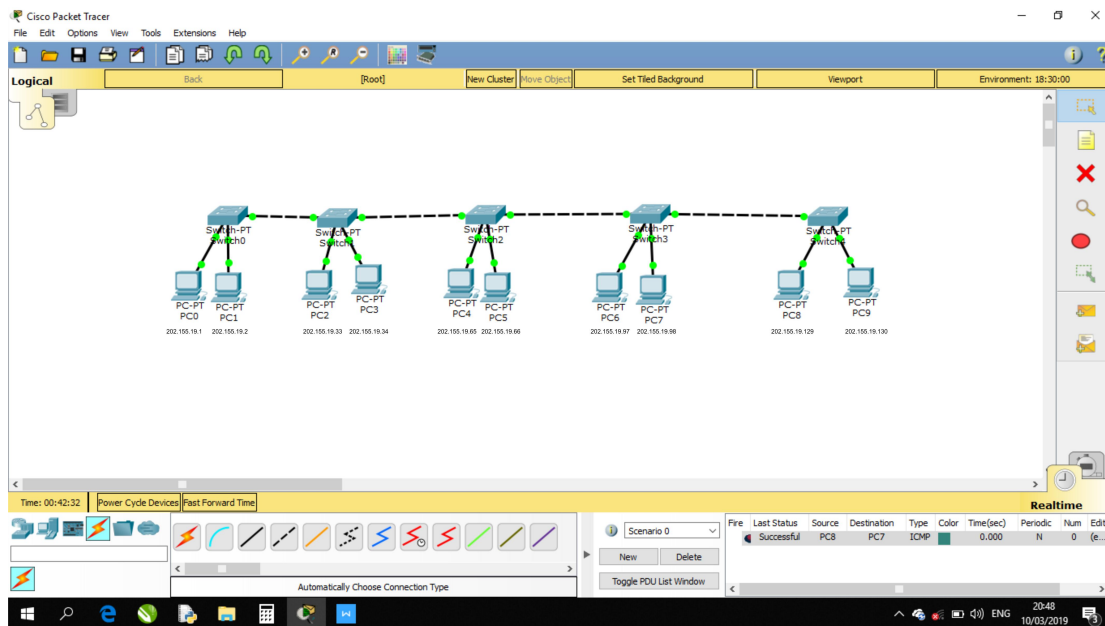 Cisco Packet Tracer
File Edit Options View Tools Extensions Help
Logical Back [Root] New Cluster Move Object Set Tiled Background Viewport Environment: 18:30:00
Switch-PT Switch-PT Switch-PT Switch-PT Switch-PT
Switch0 Switch2 Switch3
PC-PT PC-PT PC-PT PC-PT PC-PT PC-PT PC-PT PC-PT PC-PT PC-PT
PC0 PC1 PC2 PC3 PC4 PC5 PC6 PC7 PC8 PC9
202.155.19.1 202.155.19.2 202.155.19.33 202.155.19.34 202.155.19.65 202.155.19.66 202.155.19.97 202.155.19.98 202.155.19.129 202.155.19.130
Time: 00:42:32 Power Cycle Devices Fast Forward Time Realtime
Scenario 0
New Delete
Toggle PDU List Window
Fire Last Status Source Destination Type Color Time(sec) Periodic Num Edit
Successful PC8 PC7 ICMP 0.000 N 0 (e...
Automatically Choose Connection Type
ENG 20:48
10/03/2019
3